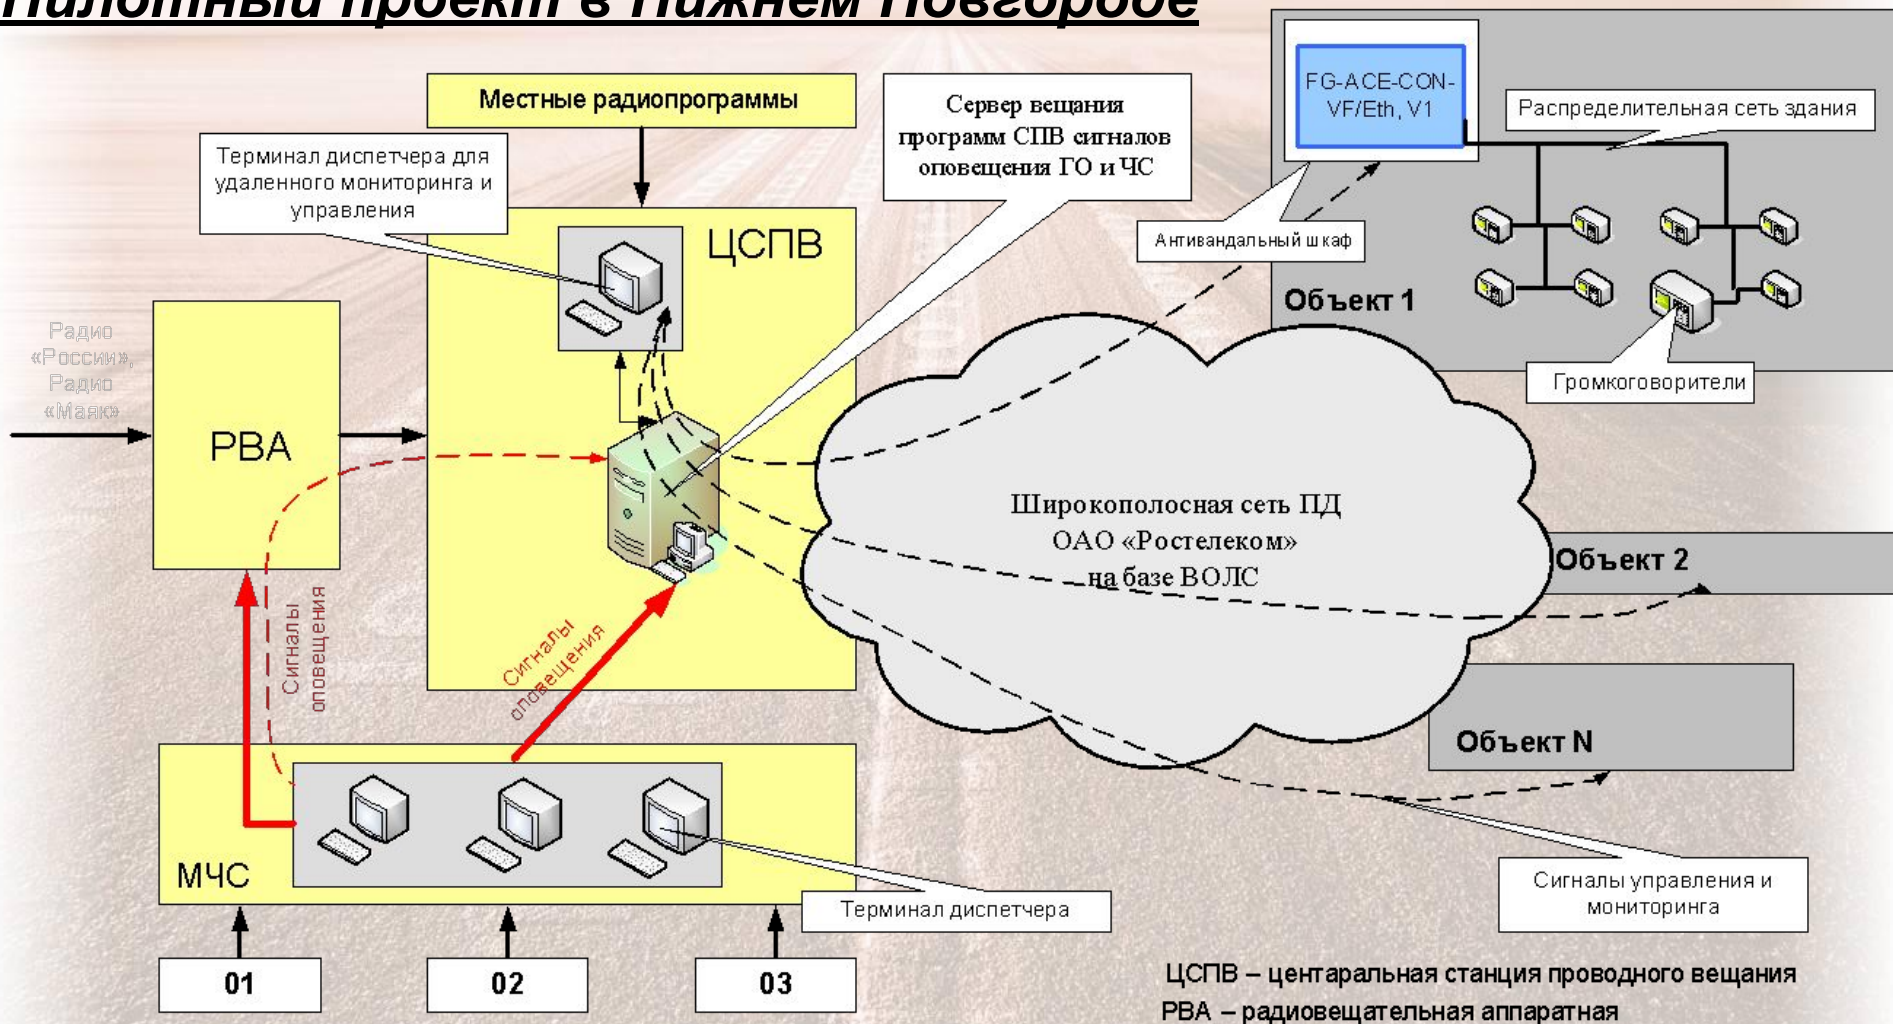 Пилотный проект в Нижнем Новгороде
Местные радиопрограммы
Сервер вещания
программ СПВ сигналов
оповещения ГО и ЧС
FG-ACE-CON-
VF/Eth, V1
Распределительная сеть здания
Терминал диспетчера для
удаленного мониторинга и
управления
ЦСПВ
Антивандальный шкаф
Объект 1
Громкоговорители
Радио
«России»,
Радио
«Маяк»
РВА
Широкополосная сеть ПД
ОАО «Ростелеком»
на базе ВОЛС
Объект 2
Сигналы
оповещения
Сигналы
оповещения
Объект N
МЧС
Терминал диспетчера
Сигналы управления и
мониторинга
01
02
03
ЦСПВ – центаральная станция проводного вещания
РВА – радиовещательная аппаратная